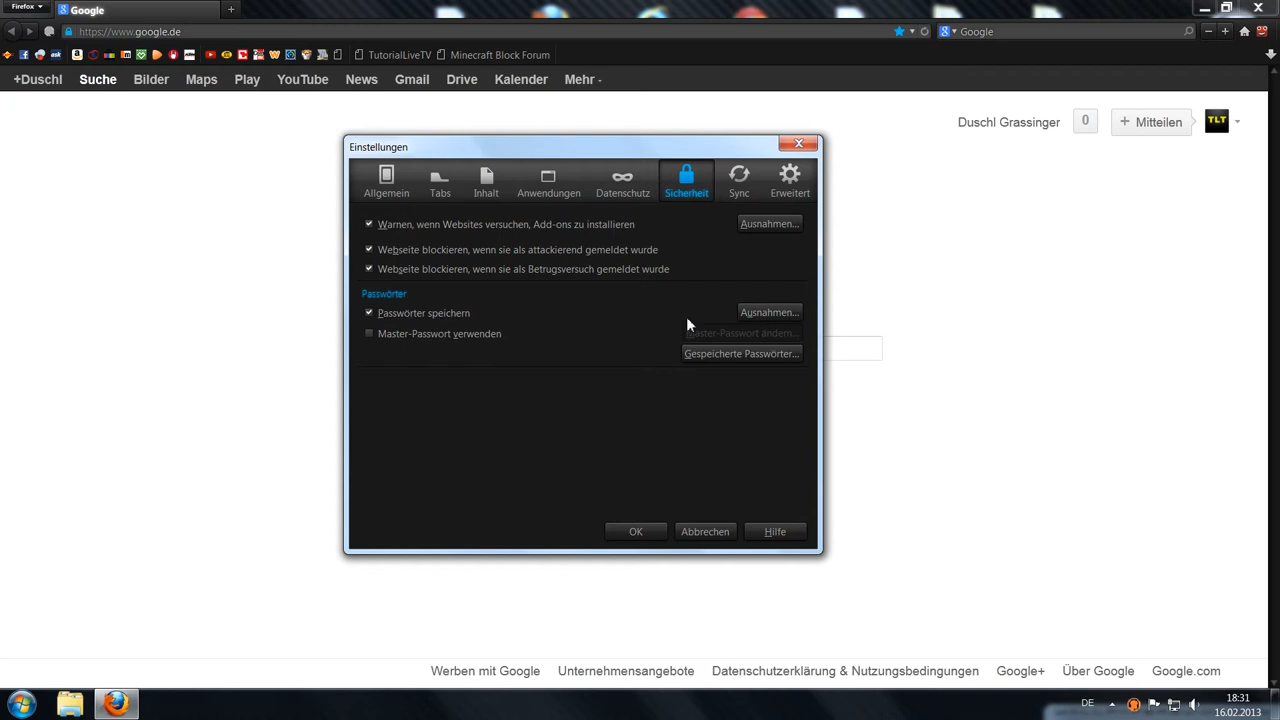 Firefox
Google
https://www.google.de
Google
TutorialLiveTV
Minecraft Block Forum
+Duschl Suche Bilder Maps Play YouTube News Gmail Drive Kalender Mehr
Duschl Grassinger 0 + Mitteilen TLT
Einstellungen
Allgemein Tabs Inhalt Anwendungen Datenschutz Sicherheit Sync Erweitert
Warnen, wenn Websites versuchen, Add-ons zu installieren Ausnahmen...
Webseite blockieren, wenn sie als attackierend gemeldet wurde
Webseite blockieren, wenn sie als Betrugsversuch gemeldet wurde
Passwörter
Passwörter speichern Ausnahmen...
Master-Passwort verwenden Master-Passwort ändern...
Gespeicherte Passwörter...
OK Abbrechen Hilfe
Werben mit Google Unternehmensangebote Datenschutzerklärung & Nutzungsbedingungen Google+ Über Google Google.com
DE
18:31
16.02.2013